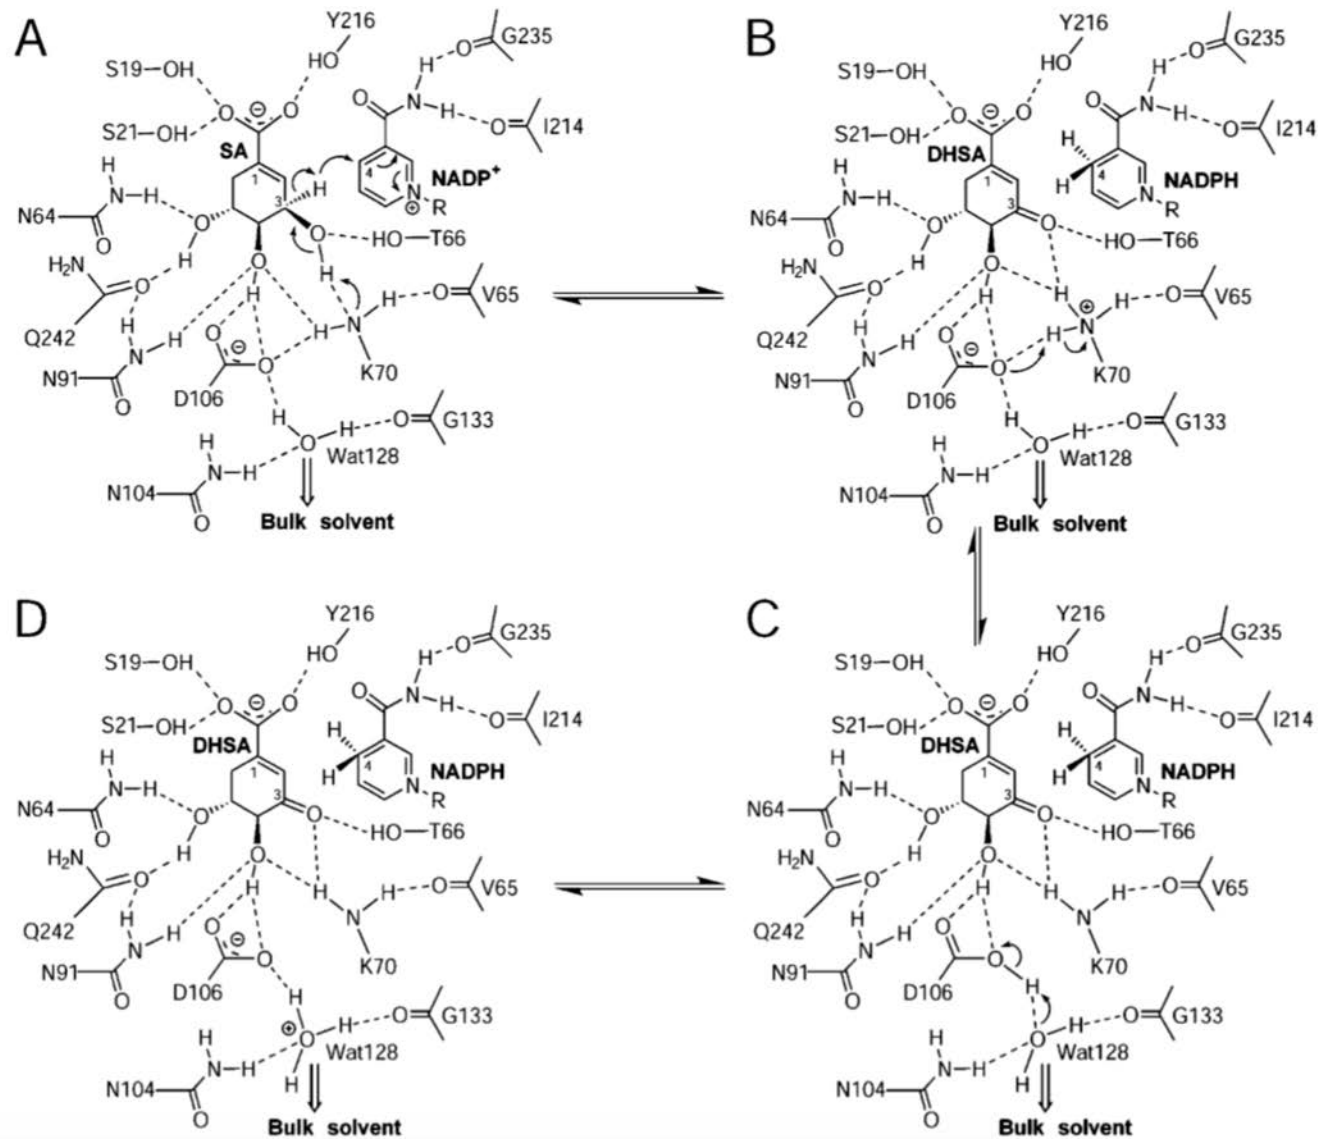 A
Y216
HO
G235
O
H
S19—OH
O
⊖
O
O
N
H
O
I214
S21—OH
SA
H
1
4
NADP⁺
N
H
3
H
N
⊕
R
N64
O
O
O
HO—T66
H₂N
H
H
O
O
H
H
O
V65
Q242
H
H
O
⊖
H
N
N
O
K70
N91
D106
O
H
H
O
G133
H
O
Wat128
N
H
N104
O
Bulk solvent
B
Y216
HO
G235
O
H
S19—OH
O
⊖
O
O
N
H
O
I214
S21—OH
H
DHSA
H
1
4
NADPH
H
N
H
3
N
R
N64
O
O
O
HO—T66
H₂N
H
O
O
H
H
H
O
V65
Q242
H
H
O
⊖
H
N
⊕
N
O
K70
N91
D106
O
H
H
O
G133
H
O
Wat128
N
H
N104
O
Bulk solvent
D
Y216
HO
G235
O
H
S19—OH
O
⊖
O
O
N
H
O
I214
S21—OH
H
DHSA
H
1
4
NADPH
H
N
H
3
N
R
N64
O
O
O
HO—T66
H₂N
H
O
O
H
H
H
O
V65
Q242
H
H
O
⊖
N
N
O
K70
N91
D106
O
H
H
O
G133
⊕
O
Wat128
H
N
H
H
N104
O
Bulk solvent
C
Y216
HO
G235
O
H
S19—OH
O
⊖
O
O
N
H
O
I214
S21—OH
H
DHSA
H
1
4
NADPH
H
N
H
3
N
R
N64
O
O
O
HO—T66
H₂N
H
O
O
H
H
H
O
V65
Q242
H
H
O
N
N
O
K70
N91
D106
H
O
H
O
G133
O
Wat128
H
N
H
H
N104
O
Bulk solvent